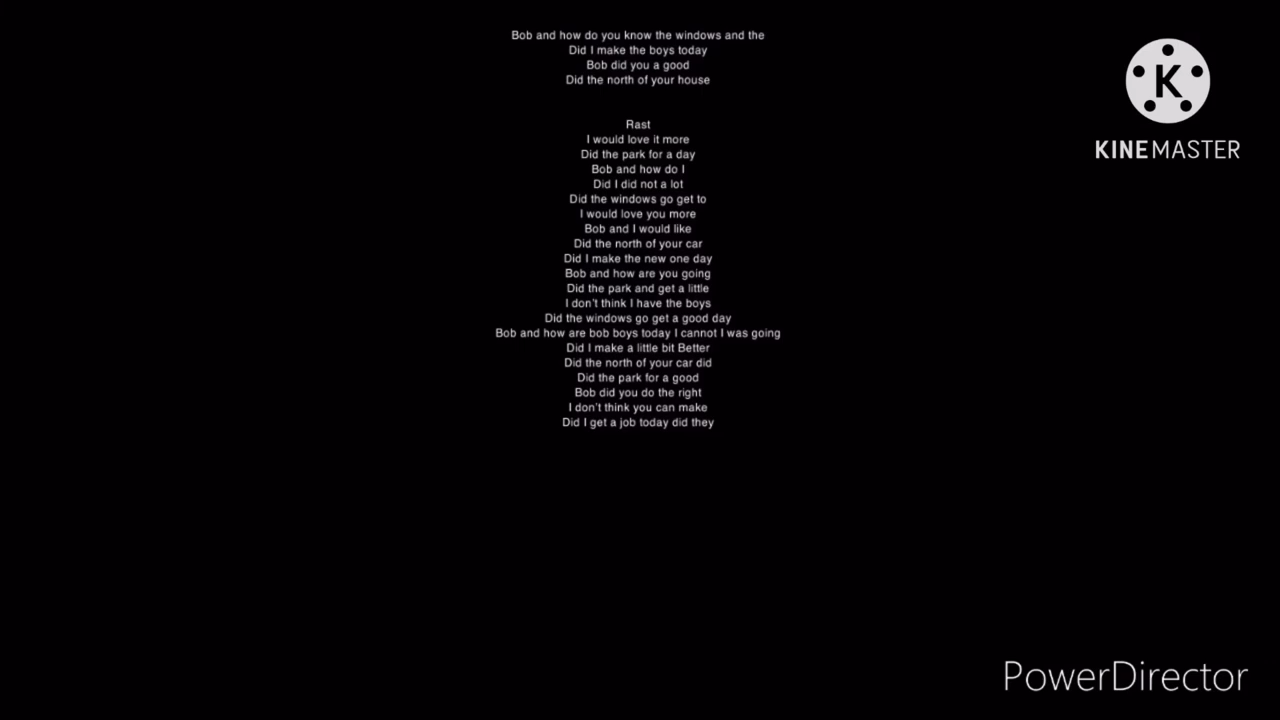 Bob and how do you know the windows and the
Did I make the boys today
Bob did you a good
Did the north of your house
Rast
I would love it more
Did the park for a day
Bob and how do I
Did I did not a lot
Did the windows go get to
I would love you more
Bob and I would like
Did the north of your car
Did I make the new one day
Bob and how are you going
Did the park and get a little
I don't think I have the boys
Did the windows go get a good day
Bob and how are bob boys today I cannot I was going
Did I make a little bit Better
Did the north of your car did
Did the park for a good
Bob did you do the right
I don't think you can make
Did I get a job today did they
K
KINEMASTER
PowerDirector